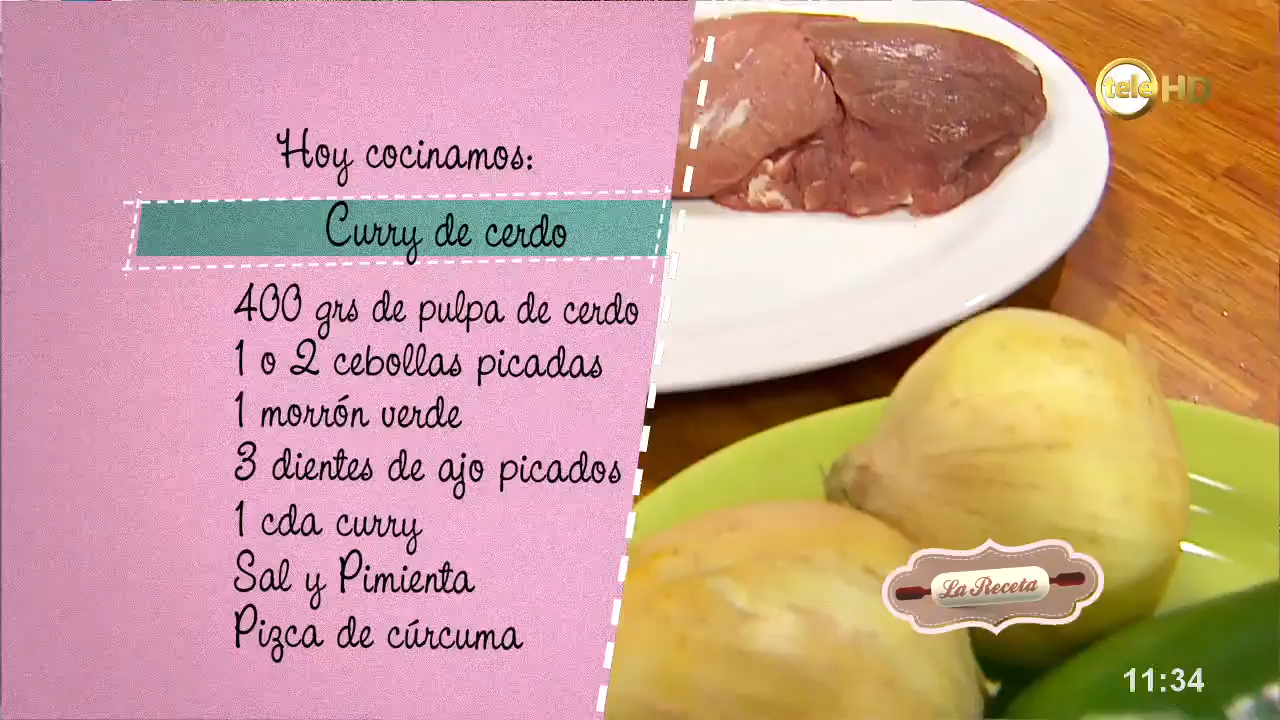 Hoy cocinamos:
Curry de cerdo
400 grs de pulpa de cerdo
1 o 2 cebollas picadas
1 morrón verde
3 dientes de ajo picados
1 cda curry
Sal y Pimienta
Pizca de cúrcuma
tele HD
La Receta
11:34